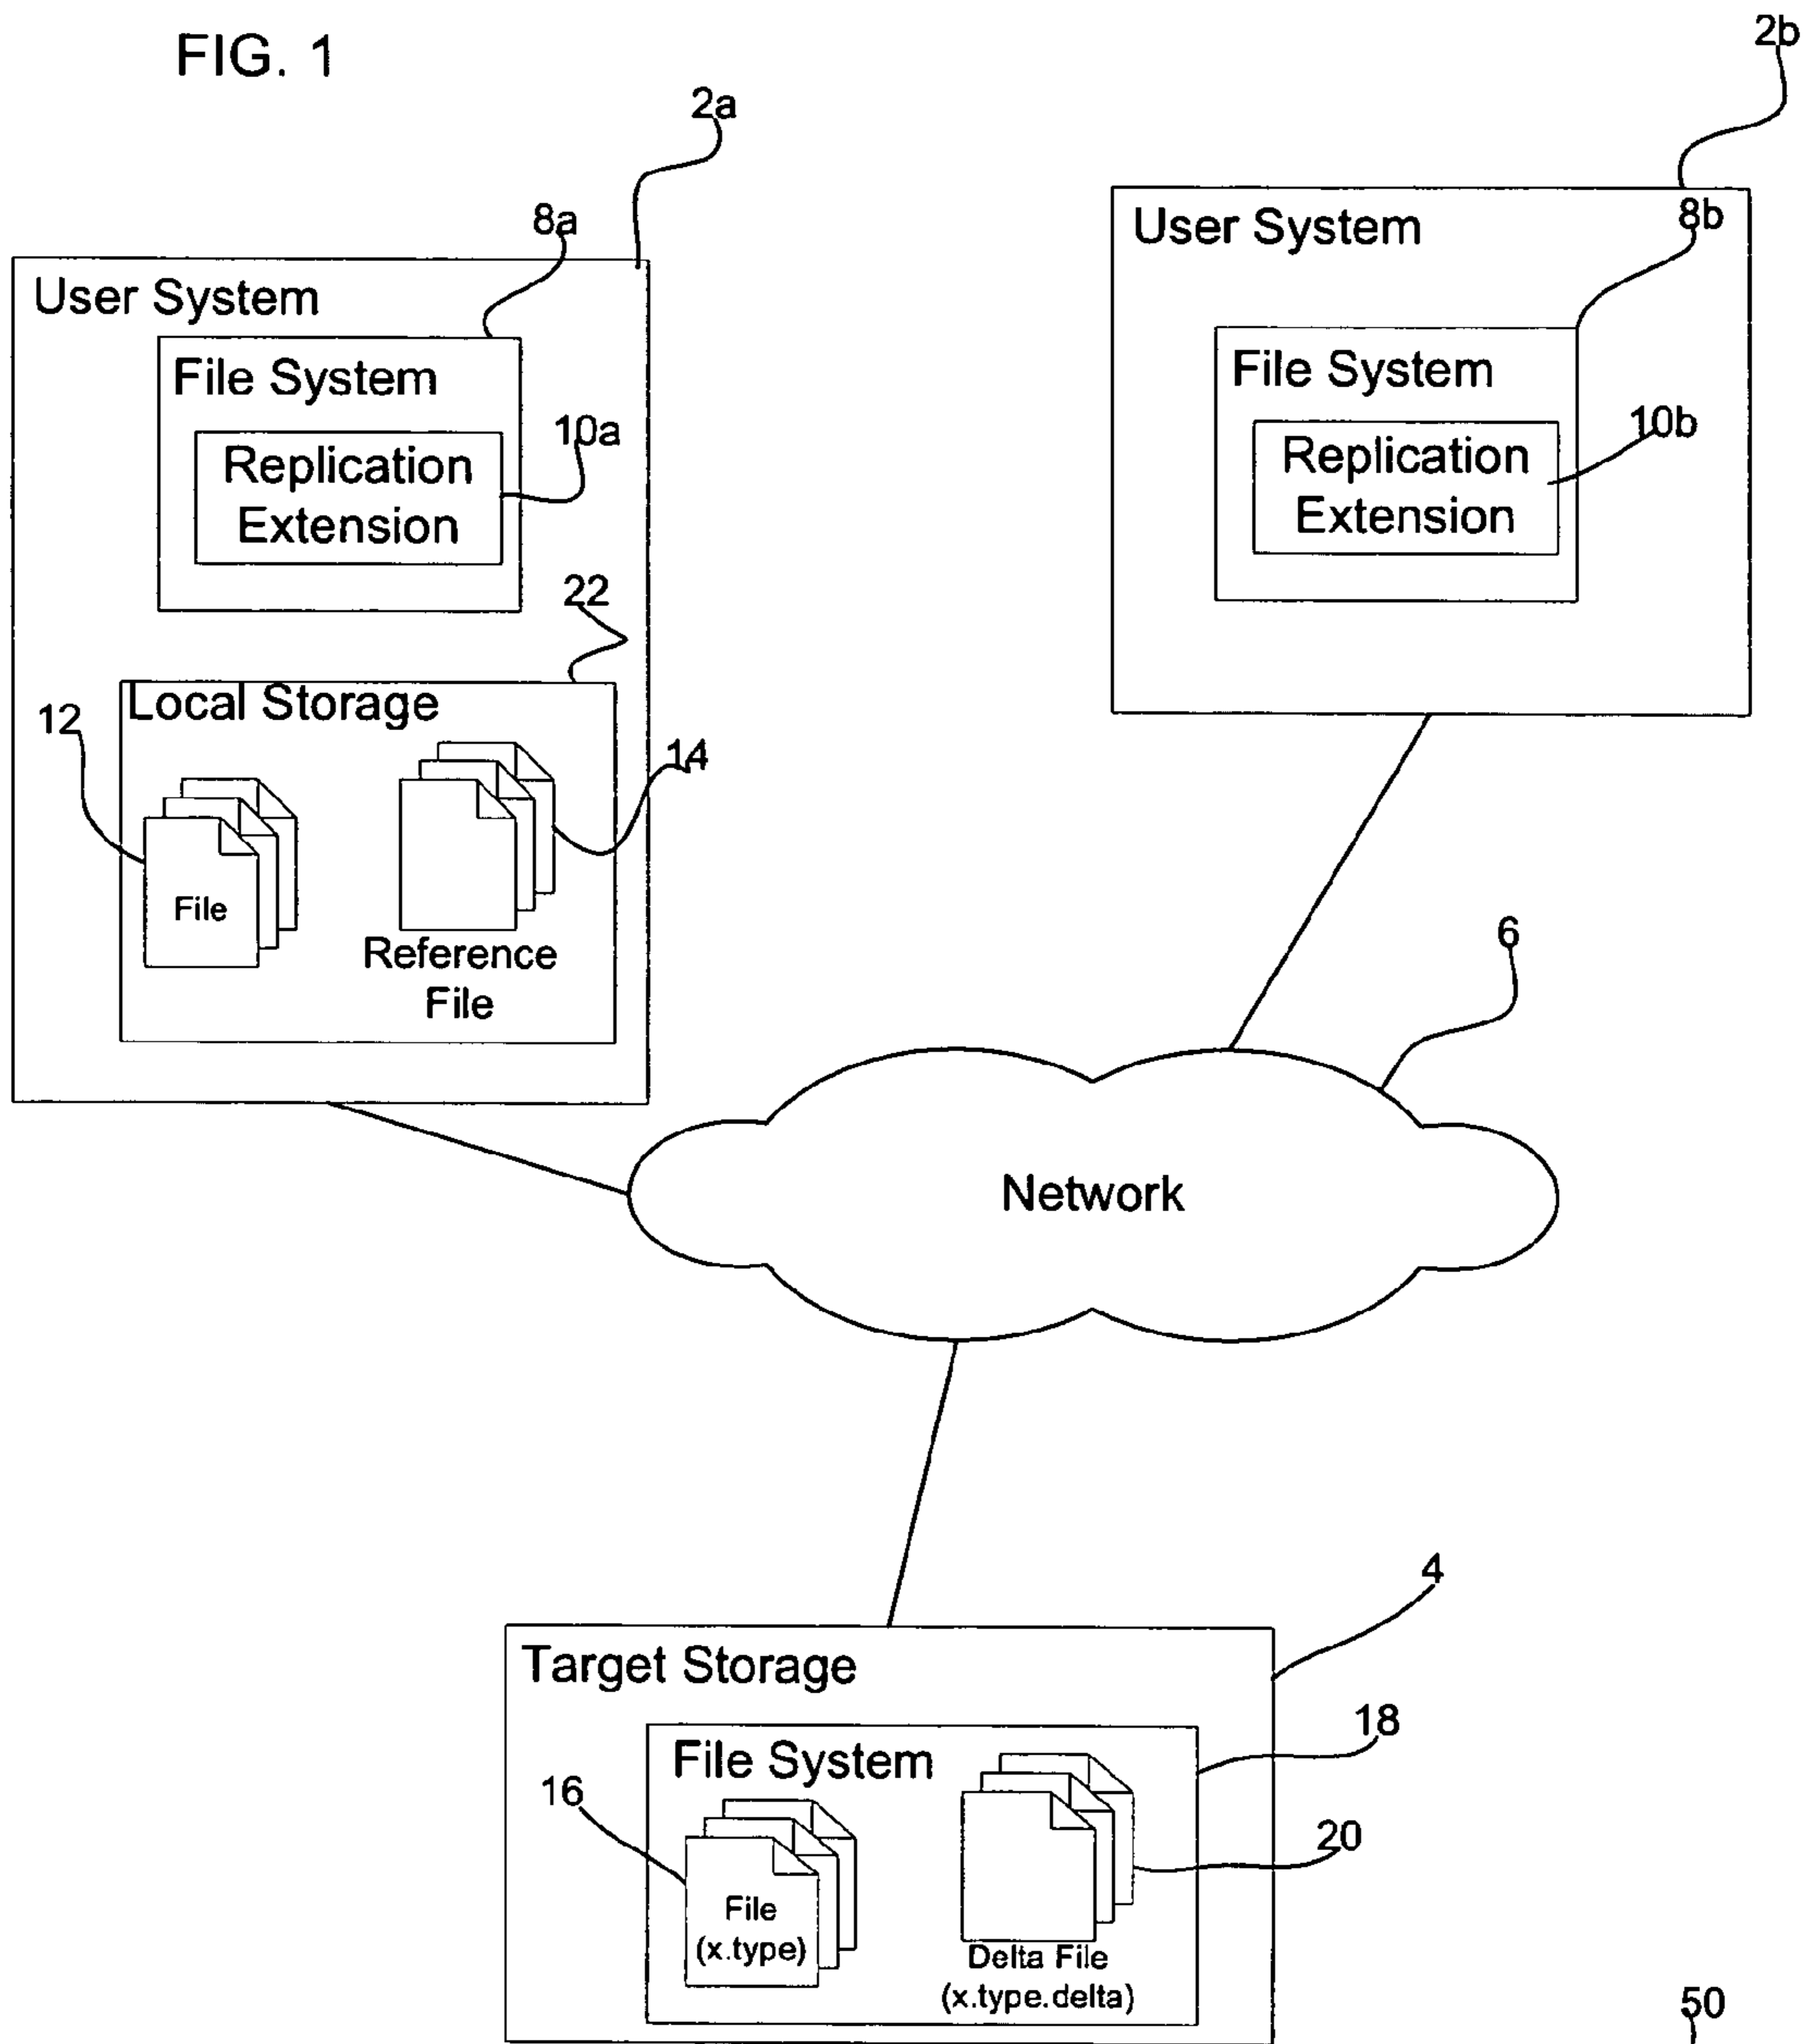 FIG. 1
2b
2a
8a
8b
User System
User System
File System
File System
10a
10b
Replication
Extension
Replication
Extension
22
Local Storage
12
14
File
Reference
File
6
Network
4
Target Storage
18
File System
16
20
File
(x.type)
Delta File
(x.type.delta)
50